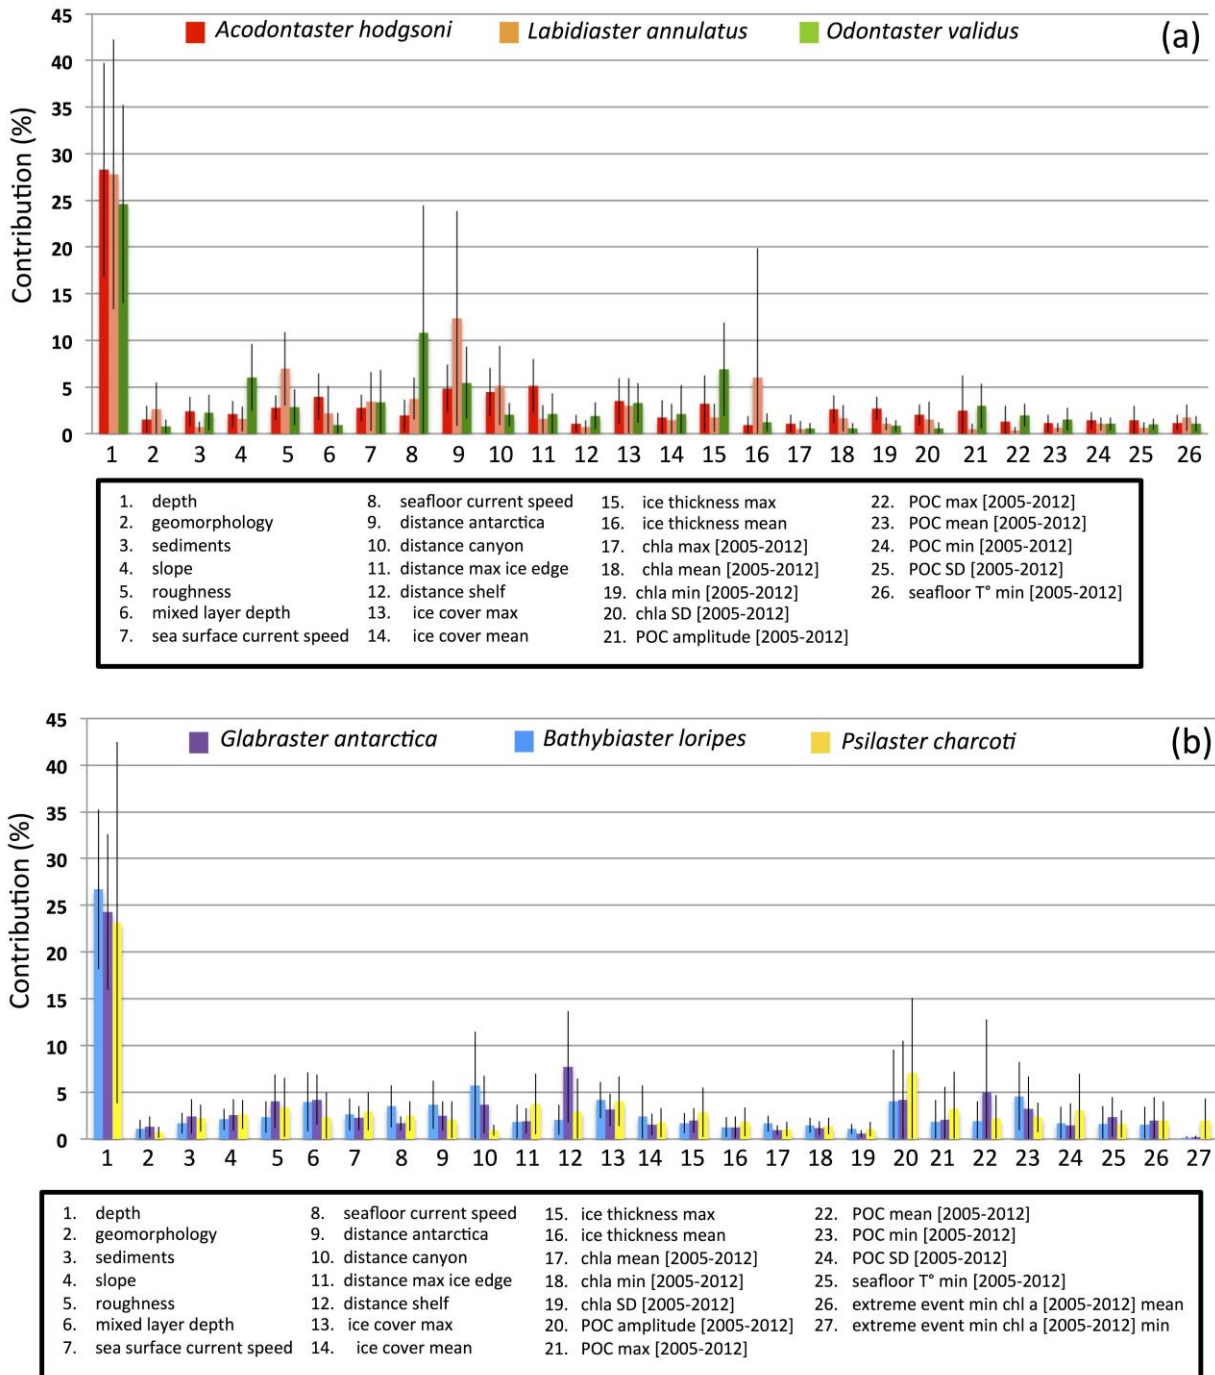 45
Acodontaster hodgsoni Labidiaster annulatus Odontaster validus (a)
40
35
30
25
20
15
10
5
0
Contribution (%)
1 2 3 4 5 6 7 8 9 10 11 12 13 14 15 16 17 18 19 20 21 22 23 24 25 26
1. depth
2. geomorphology
3. sediments
4. slope
5. roughness
6. mixed layer depth
7. sea surface current speed
8. seafloor current speed
9. distance antarctica
10. distance canyon
11. distance max ice edge
12. distance shelf
13. ice cover max
14. ice cover mean
15. ice thickness max
16. ice thickness mean
17. chla max [2005-2012]
18. chla mean [2005-2012]
19. chla min [2005-2012]
20. chla SD [2005-2012]
21. POC amplitude [2005-2012]
22. POC max [2005-2012]
23. POC mean [2005-2012]
24. POC min [2005-2012]
25. POC SD [2005-2012]
26. seafloor T° min [2005-2012]
45
Glabraster antarctica Bathybiaster loripes Psilaster charcoti (b)
40
35
30
25
20
15
10
5
0
Contribution (%)
1 2 3 4 5 6 7 8 9 10 11 12 13 14 15 16 17 18 19 20 21 22 23 24 25 26 27
1. depth
2. geomorphology
3. sediments
4. slope
5. roughness
6. mixed layer depth
7. sea surface current speed
8. seafloor current speed
9. distance antarctica
10. distance canyon
11. distance max ice edge
12. distance shelf
13. ice cover max
14. ice cover mean
15. ice thickness max
16. ice thickness mean
17. chla mean [2005-2012]
18. chla min [2005-2012]
19. chla SD [2005-2012]
20. POC amplitude [2005-2012]
21. POC max [2005-2012]
22. POC mean [2005-2012]
23. POC min [2005-2012]
24. POC SD [2005-2012]
25. seafloor T° min [2005-2012]
26. extreme event min chl a [2005-2012] mean
27. extreme event min chl a [2005-2012] min